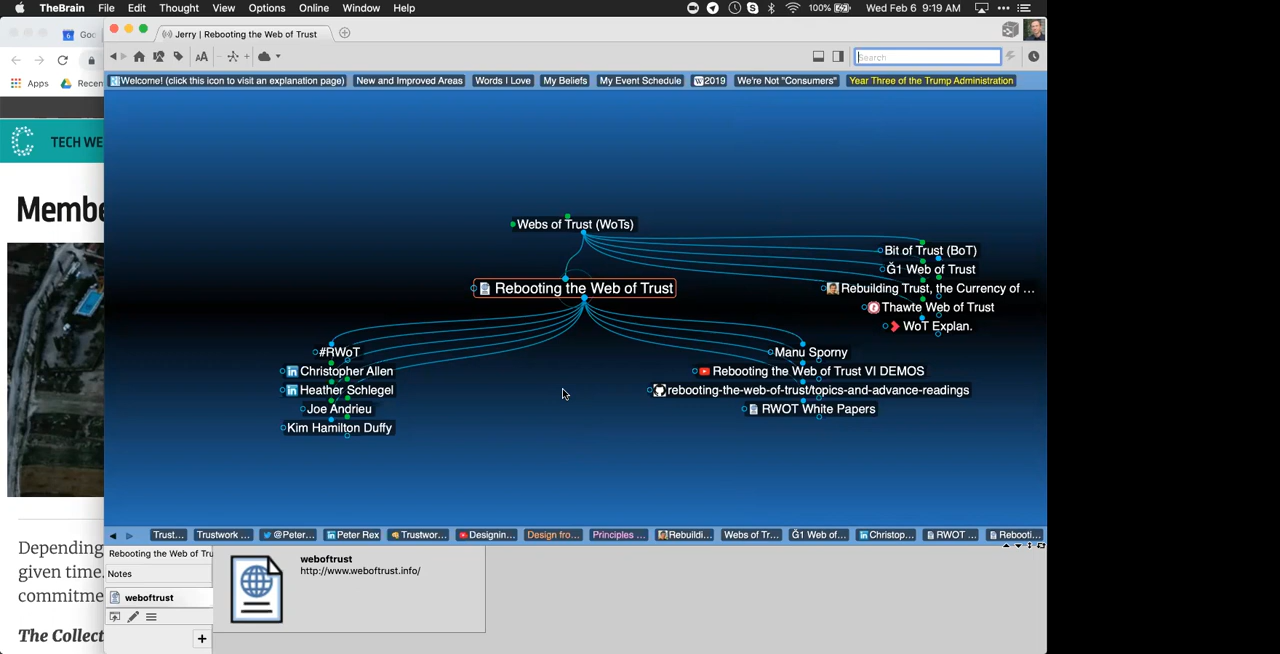 TheBrain File Edit Thought View Options Online Window Help 100% Wed Feb 6 9:19 AM
Jerry | Rebooting the Web of Trust
Search
Apps
Welcome! (click this icon to visit an explanation page) New and Improved Areas Words I Love My Beliefs My Event Schedule 2019 We're Not "Consumers" Year Three of the Trump Administration
TECH WE
Membe
Webs of Trust (WoTs)
Bit of Trust (BoT)
Ğ1 Web of Trust
Rebooting the Web of Trust
Rebuilding Trust, the Currency of ...
Thawte Web of Trust
WoT Explan.
#RWoT
Christopher Allen
Heather Schlegel
Joe Andrieu
Kim Hamilton Duffy
Manu Sporny
Rebooting the Web of Trust VI DEMOS
rebooting-the-web-of-trust/topics-and-advance-readings
RWOT White Papers
Trust... Trustwork ... @Peter... Peter Rex Trustwor... Designin... Design fro... Principles ... Rebuildi... Webs of Tr... Ğ1 Web of... Christop... RWOT ... Rebooti...
Depending
given time.
commitme
The Collect
Rebooting the Web of Tru
Notes
weboftrust
weboftrust
http://www.weboftrust.info/